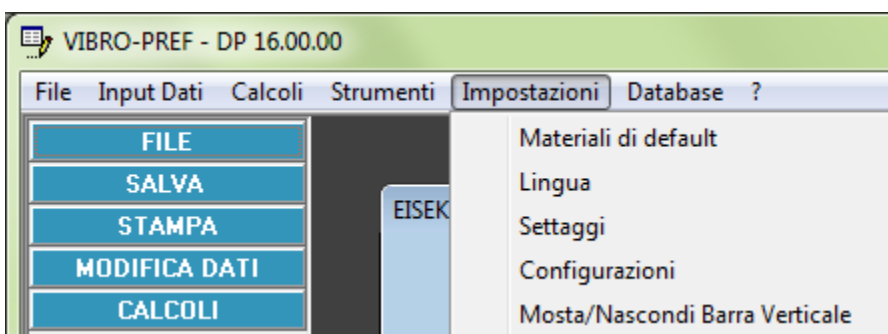 VIBRO-PREF - DP 16.00.00
File Input Dati Calcoli Strumenti Impostazioni Database ?
FILE
SALVA
STAMPA
MODIFICA DATI
CALCOLI
EISEK
Materiali di default
Lingua
Settaggi
Configurazioni
Mosta/Nascondi Barra Verticale